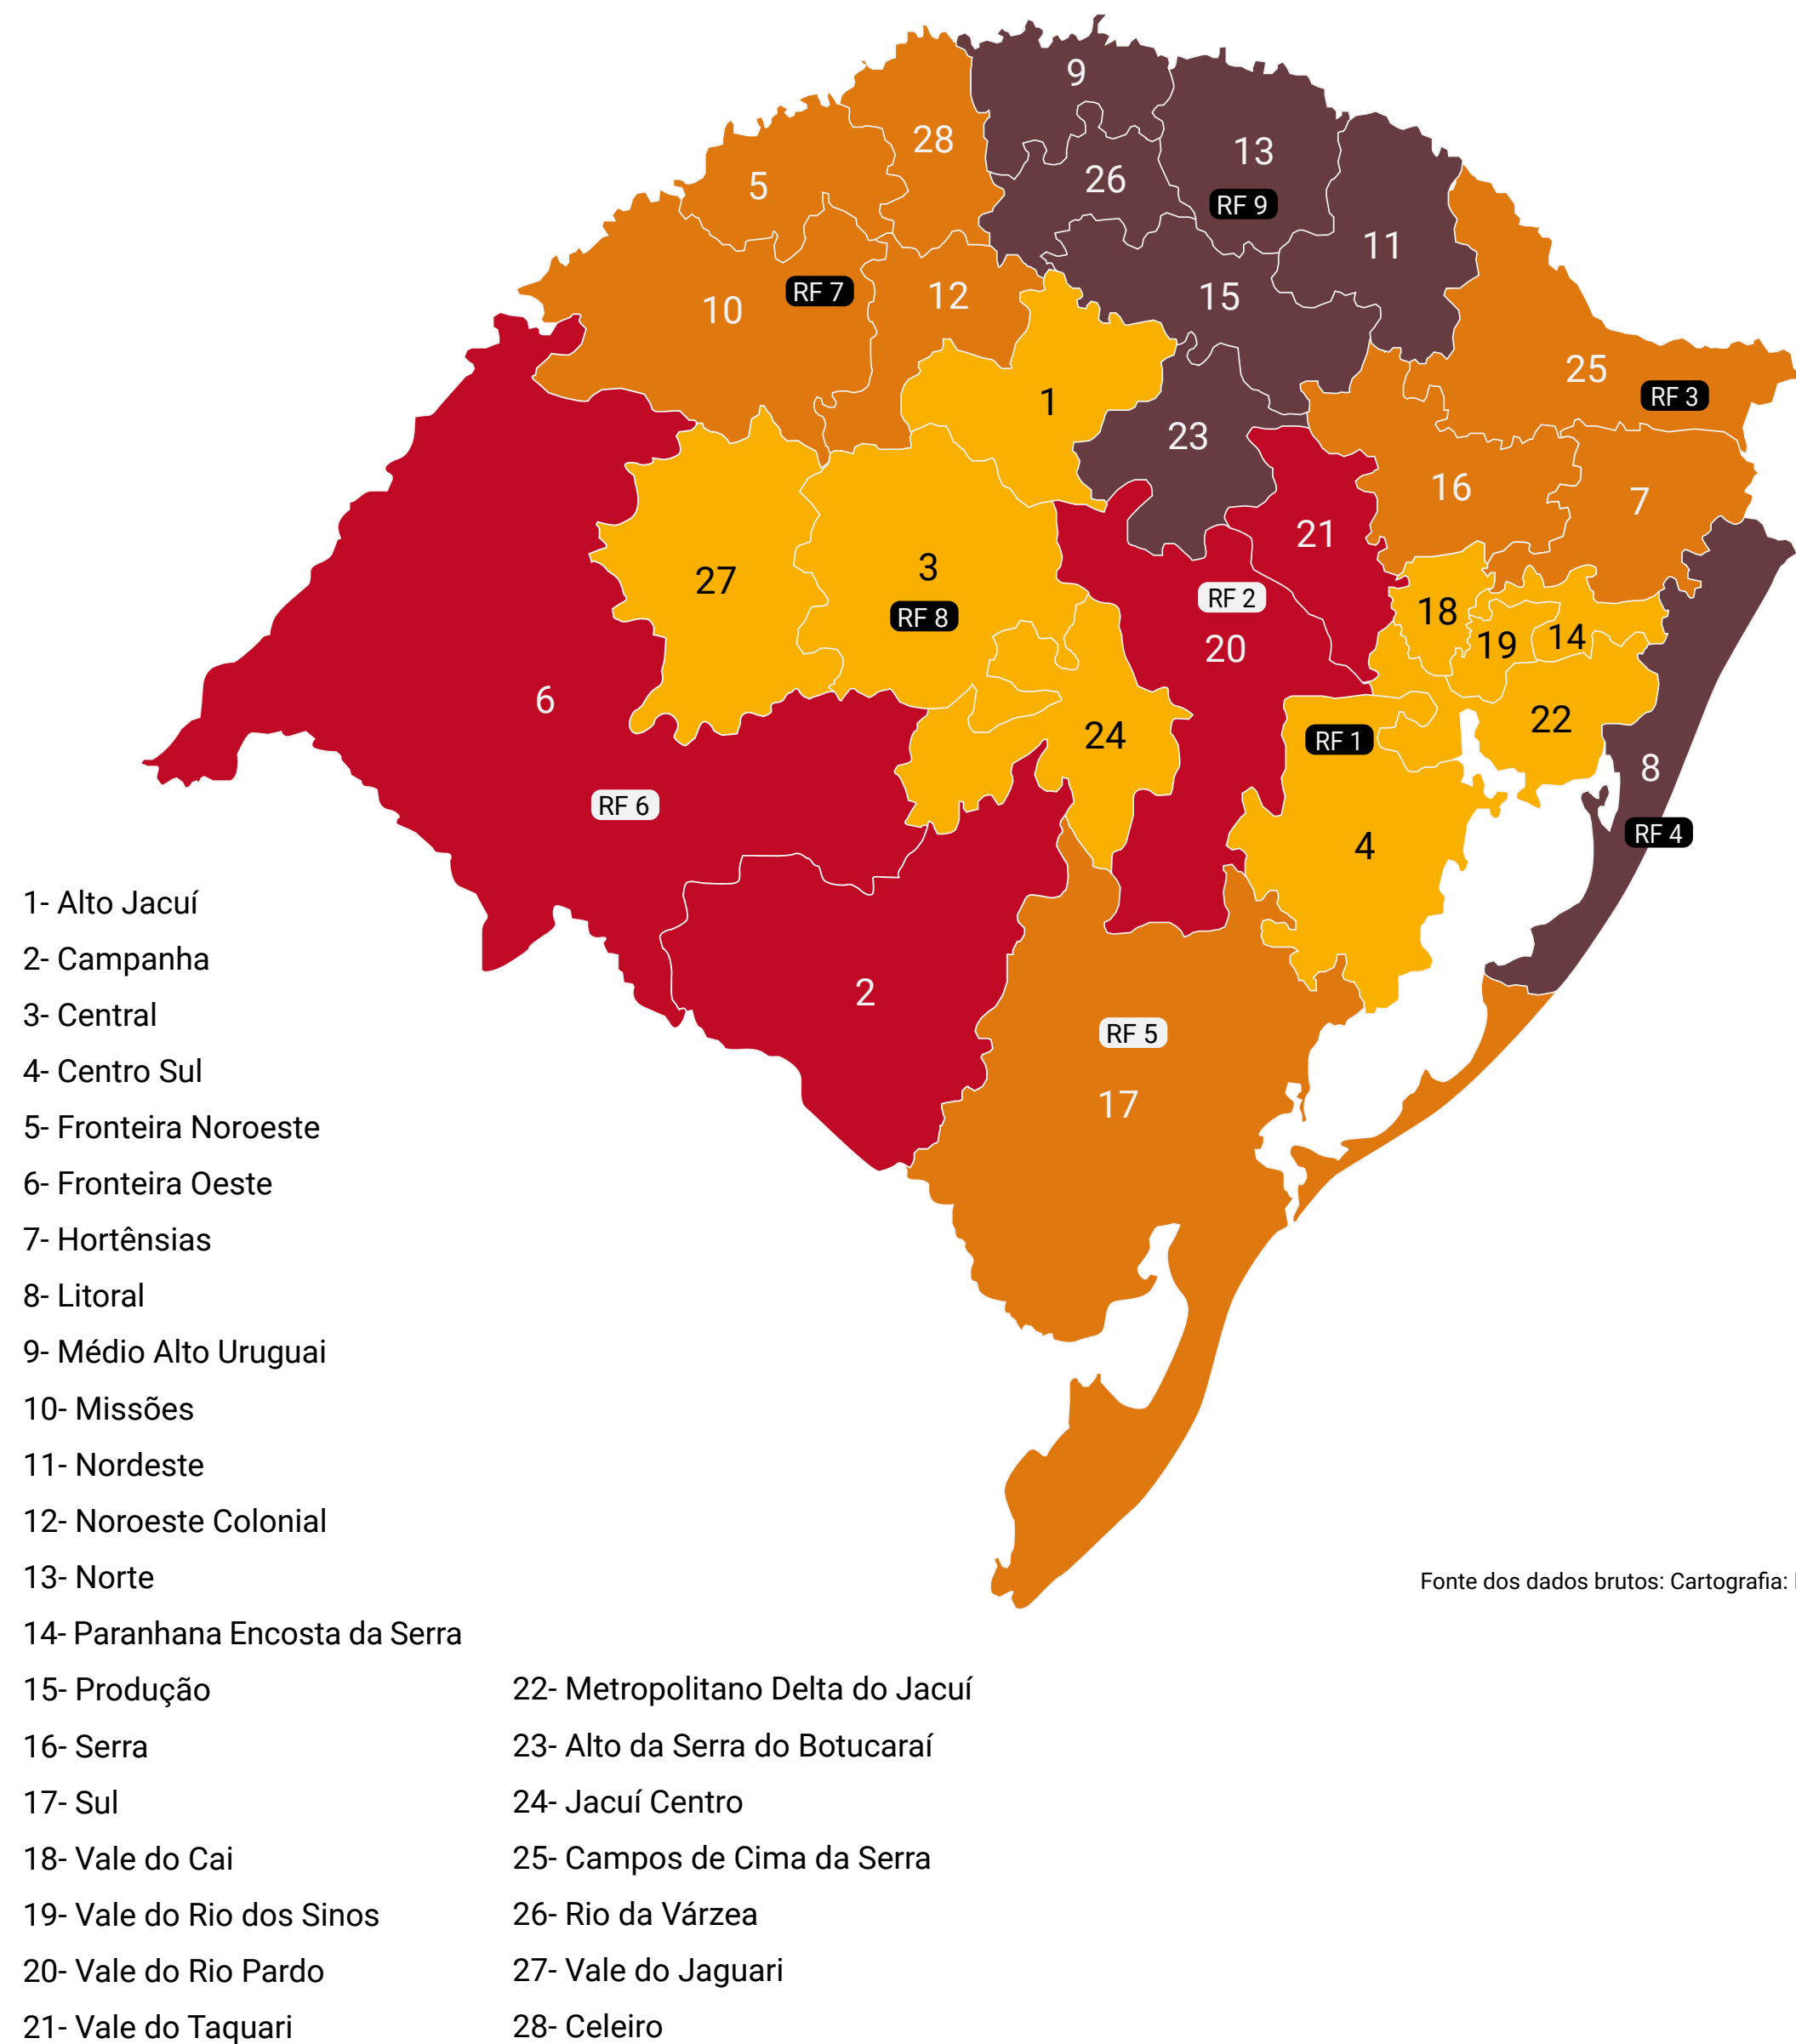 9
28
13
5
26
RF 9
11
RF 7
12
15
10
25
RF 3
1
23
16
7
21
3
27
RF 2
18
RF 8
14
19
20
6
22
24
RF 1
8
RF 6
RF 4
4
2
RF 5
17
1- Alto Jacuí
2- Campanha
3- Central
4- Centro Sul
5- Fronteira Noroeste
6- Fronteira Oeste
7- Hortênsias
8- Litoral
9- Médio Alto Uruguai
10- Missões
11- Nordeste
12- Noroeste Colonial
13- Norte
14- Paranhana Encosta da Serra
15- Produção
16- Serra
17- Sul
18- Vale do Cai
19- Vale do Rio dos Sinos
20- Vale do Rio Pardo
21- Vale do Taquari
22- Metropolitano Delta do Jacuí
23- Alto da Serra do Botucaraí
24- Jacuí Centro
25- Campos de Cima da Serra
26- Rio da Várzea
27- Vale do Jaguari
28- Celeiro
Fonte dos dados brutos: Cartografia: